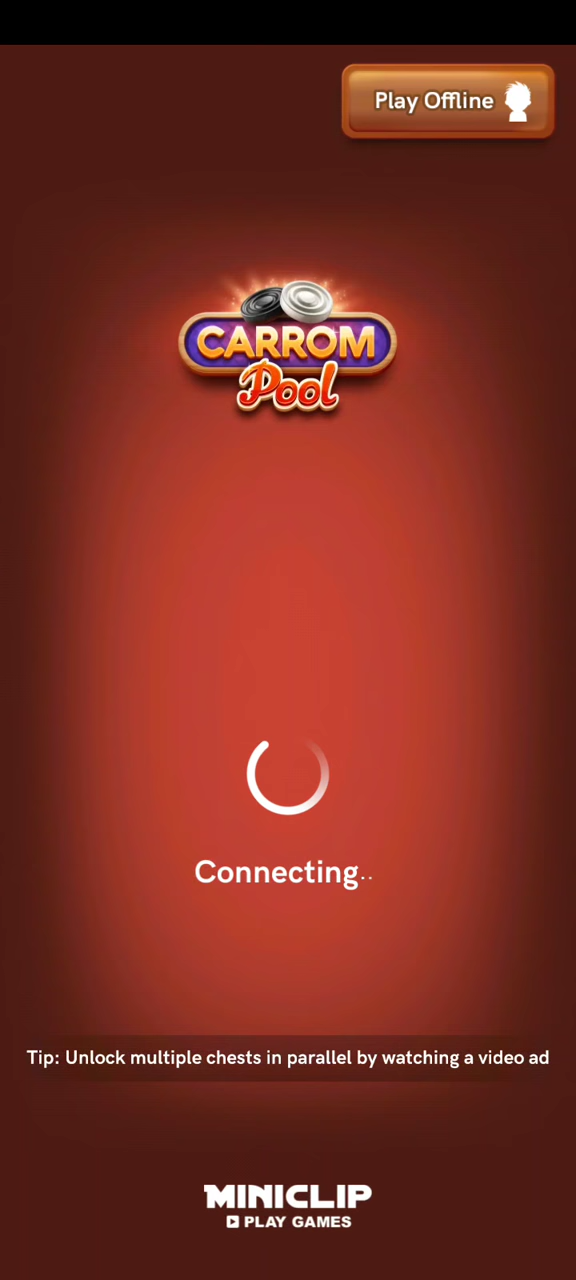 Play Offline
CARROM
Pool
Connecting..
Tip: Unlock multiple chests in parallel by watching a video ad
MINICLIP
PLAY GAMES